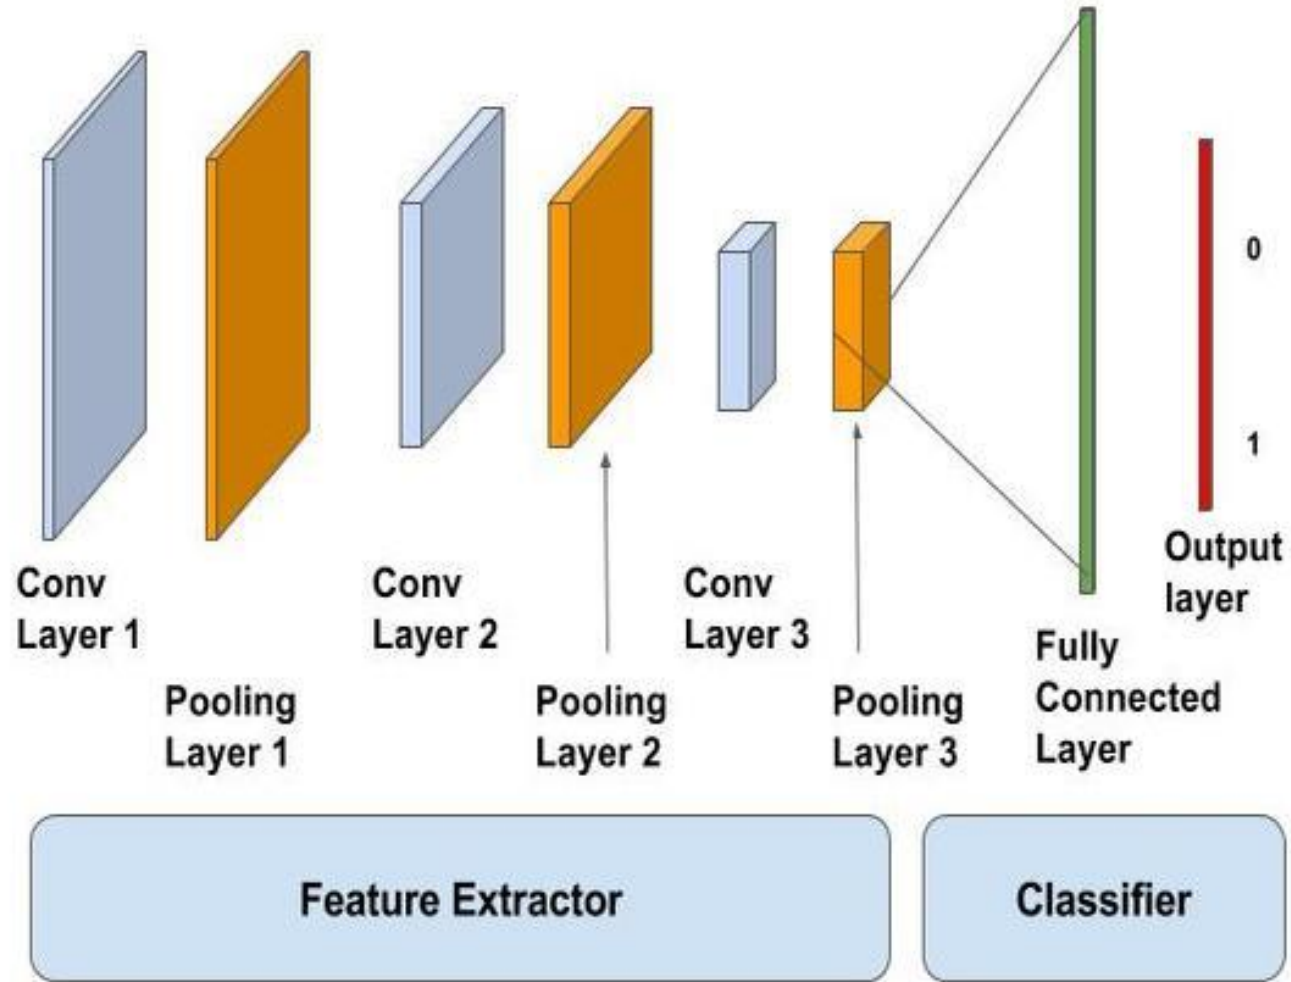 0
1
Output
layer
Conv
Layer 1
Conv
Layer 2
Conv
Layer 3
Fully
Connected
Layer
Pooling
Layer 1
Pooling
Layer 2
Pooling
Layer 3
Feature Extractor
Classifier